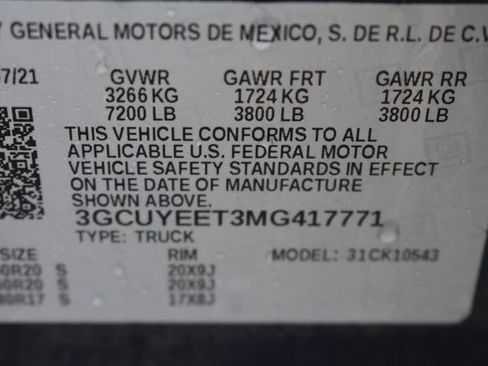 GENERAL MOTORS DE MEXICO, S. DE R.L. DE C.V
7/21 GVWR GAWR FRT GAWR RR
3266 KG 1724 KG 1724 KG
7200 LB 3800 LB 3800 LB
THIS VEHICLE CONFORMS TO ALL
APPLICABLE U.S. FEDERAL MOTOR
VEHICLE SAFETY STANDARDS IN EFFECT
ON THE DATE OF MANUFACTURE
SHOWN ABOVE.
3GCUYEET3MG417771
TYPE: TRUCK MODEL: 31CK10543
SIZE RIM
0R20 S 20X9J
0R20 S 20X9J
80R17 S 17X8J